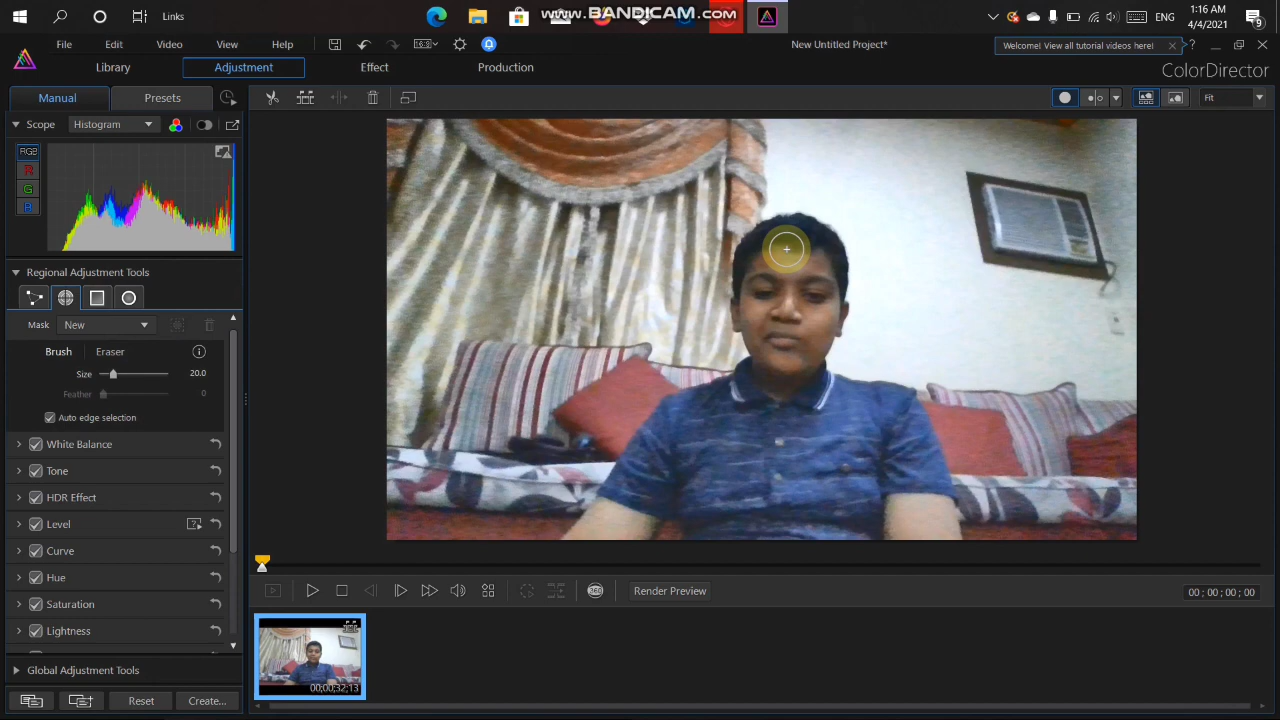 Links
www.BANDICAM.com
ENG
1:16 AM
4/4/2021
9
File
Edit
Video
View
Help
16:9
New Untitled Project*
Welcome! View all tutorial videos here!
?
Library
Adjustment
Effect
Production
ColorDirector
Manual
Presets
Fit
Scope
Histogram
RGB
R
G
B
Regional Adjustment Tools
Mask
New
Brush
Eraser
Size
20.0
Feather
0
Auto edge selection
White Balance
Tone
HDR Effect
Level
Curve
Hue
Saturation
Lightness
Global Adjustment Tools
Reset
Create...
360
Render Preview
00 ; 00 ; 00 ; 00
00;00;32;13